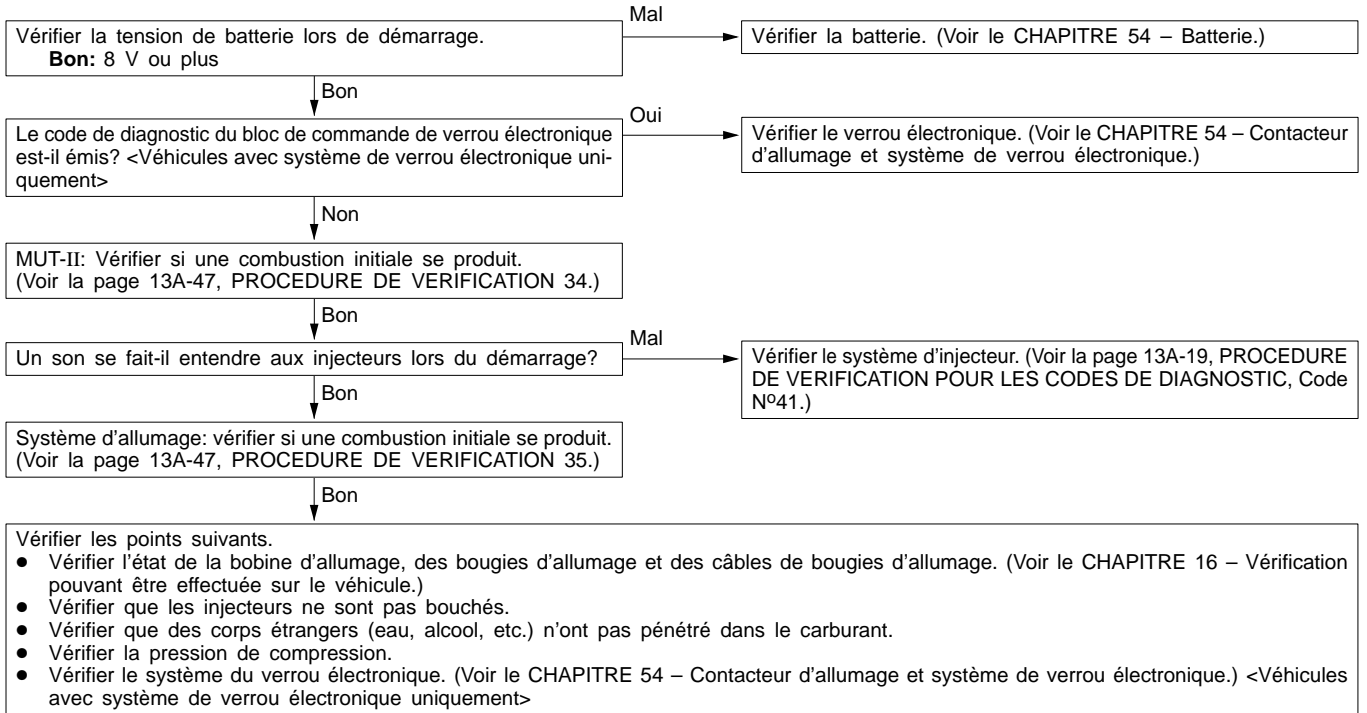 Mal
Vérifier la tension de batterie lors de démarrage.
Bon: 8 V ou plus
Vérifier la batterie. (Voir le CHAPITRE 54 – Batterie.)
Bon
Oui
Le code de diagnostic du bloc de commande de verrou électronique
est-il émis? <Véhicules avec système de verrou électronique uni-
quement>
Vérifier le verrou électronique. (Voir le CHAPITRE 54 – Contacteur
d'allumage et système de verrou électronique.)
Non
MUT-II: Vérifier si une combustion initiale se produit.
(Voir la page 13A-47, PROCEDURE DE VERIFICATION 34.)
Bon
Mal
Un son se fait-il entendre aux injecteurs lors du démarrage?
Vérifier le système d'injecteur. (Voir la page 13A-19, PROCEDURE
DE VERIFICATION POUR LES CODES DE DIAGNOSTIC, Code
Nº41.)
Bon
Système d'allumage: vérifier si une combustion initiale se produit.
(Voir la page 13A-47, PROCEDURE DE VERIFICATION 35.)
Bon
Vérifier les points suivants.
● Vérifier l'état de la bobine d'allumage, des bougies d'allumage et des câbles de bougies d'allumage. (Voir le CHAPITRE 16 – Vérification
pouvant être effectuée sur le véhicule.)
● Vérifier que les injecteurs ne sont pas bouchés.
● Vérifier que des corps étrangers (eau, alcool, etc.) n'ont pas pénétré dans le carburant.
● Vérifier la pression de compression.
● Vérifier le système du verrou électronique. (Voir le CHAPITRE 54 – Contacteur d'allumage et système de verrou électronique.) <Véhicules
avec système de verrou électronique uniquement>